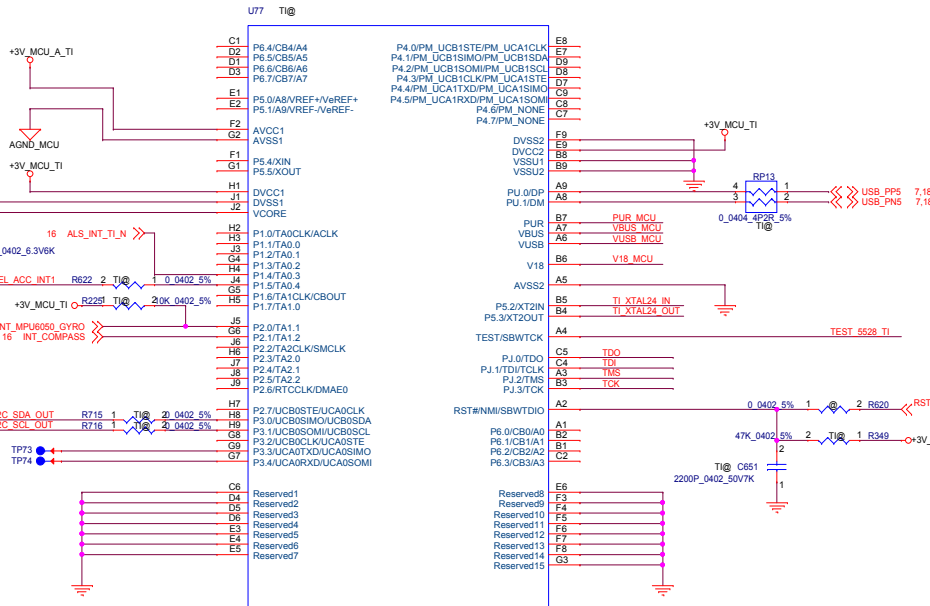 U77 TI@
+3V_MCU_A_TI
AGND_MCU
+3V_MCU_TI
16 ALS_INT_TI_N
_0402_6.3V6K
EL_ACC_INT1 R622 2 TI@ 1 0_0402_5%
+3V_MCU_TI R225 1 TI@ 2 10K_0402_5%
NT_MPU6050_GYRO
16 INT_COMPASS
2C_SDA_OUT R715 1 TI@ 2 0_0402_5%
2C_SCL_OUT R716 1 TI@ 2 0_0402_5%
TP73
TP74
C1 P6.4/CB4/A4
D2 P6.5/CB5/A5
D1 P6.6/CB6/A6
D3 P6.7/CB7/A7
E1 P5.0/A8/VREF+/VeREF+
E2 P5.1/A9/VREF-/VeREF-
F2 AVCC1
G2 AVSS1
F1 P5.4/XIN
G1 P5.5/XOUT
H1 DVCC1
J1 DVSS1
J2 VCORE
H2 P1.0/TA0CLK/ACLK
H3 P1.1/TA0.0
J3 P1.2/TA0.1
G4 P1.3/TA0.2
H4 P1.4/TA0.3
J4 P1.5/TA0.4
G5 P1.6/TA1CLK/CBOUT
H5 P1.7/TA1.0
J5 P2.0/TA1.1
G6 P2.1/TA1.2
J6 P2.2/TA2CLK/SMCLK
H6 P2.3/TA2.0
J7 P2.4/TA2.1
J8 P2.5/TA2.2
J9 P2.6/RTCCLK/DMAE0
H7 P2.7/UCB0STE/UCA0CLK
H8 P3.0/UCB0SIMO/UCB0SDA
H9 P3.1/UCB0SOMI/UCB0SCL
G8 P3.2/UCB0CLK/UCA0STE
G9 P3.3/UCA0TXD/UCA0SIMO
G7 P3.4/UCA0RXD/UCA0SOMI
C6 Reserved1
D4 Reserved2
D5 Reserved3
D6 Reserved4
E3 Reserved5
E4 Reserved6
E5 Reserved7
P4.0/PM_UCB1STE/PM_UCA1CLK E8
P4.1/PM_UCB1SIMO/PM_UCB1SDA E7
P4.2/PM_UCB1SOMI/PM_UCB1SCL D9
P4.3/PM_UCB1CLK/PM_UCA1STE D8
P4.4/PM_UCA1TXD/PM_UCA1SIMO D7
P4.5/PM_UCA1RXD/PM_UCA1SOMI C9
P4.6/PM_NONE C8
P4.7/PM_NONE C7
DVSS2 F9
DVCC2 E9
VSSU1 B8
VSSU2 B9
PU.0/DP A9
PU.1/DM A8
PUR B7 PUR_MCU
VBUS A7 VBUS_MCU
VUSB A6 VUSB_MCU
V18 B6 V18_MCU
AVSS2 A5
P5.2/XT2IN B5 TI_XTAL24_IN
P5.3/XT2OUT B4 TI_XTAL24_OUT
TEST/SBWTCK A4 TEST_5528_TI
PJ.0/TDO C5 TDO
PJ.1/TDI/TCLK C4 TDI
PJ.2/TMS A3 TMS
PJ.3/TCK B3 TCK
RST#/NMI/SBWTDIO A2
P6.0/CB0/A0 A1
P6.1/CB1/A1 B2
P6.2/CB2/A2 B1
P6.3/CB3/A3 C2
Reserved8 E6
Reserved9 F3
Reserved10 F4
Reserved11 F5
Reserved12 F6
Reserved13 F7
Reserved14 F8
Reserved15 G3
+3V_MCU_TI
RP13
4 1 USB_PP5 7,18
3 2 USB_PN5 7,18
0_0404_4P2R_5%
TI@
0_0402_5% 1 @ 2 R620 RST
47K_0402_5% 2 TI@ 1 R349 +3V_
2
TI@ C651
2200P_0402_50V7K
1